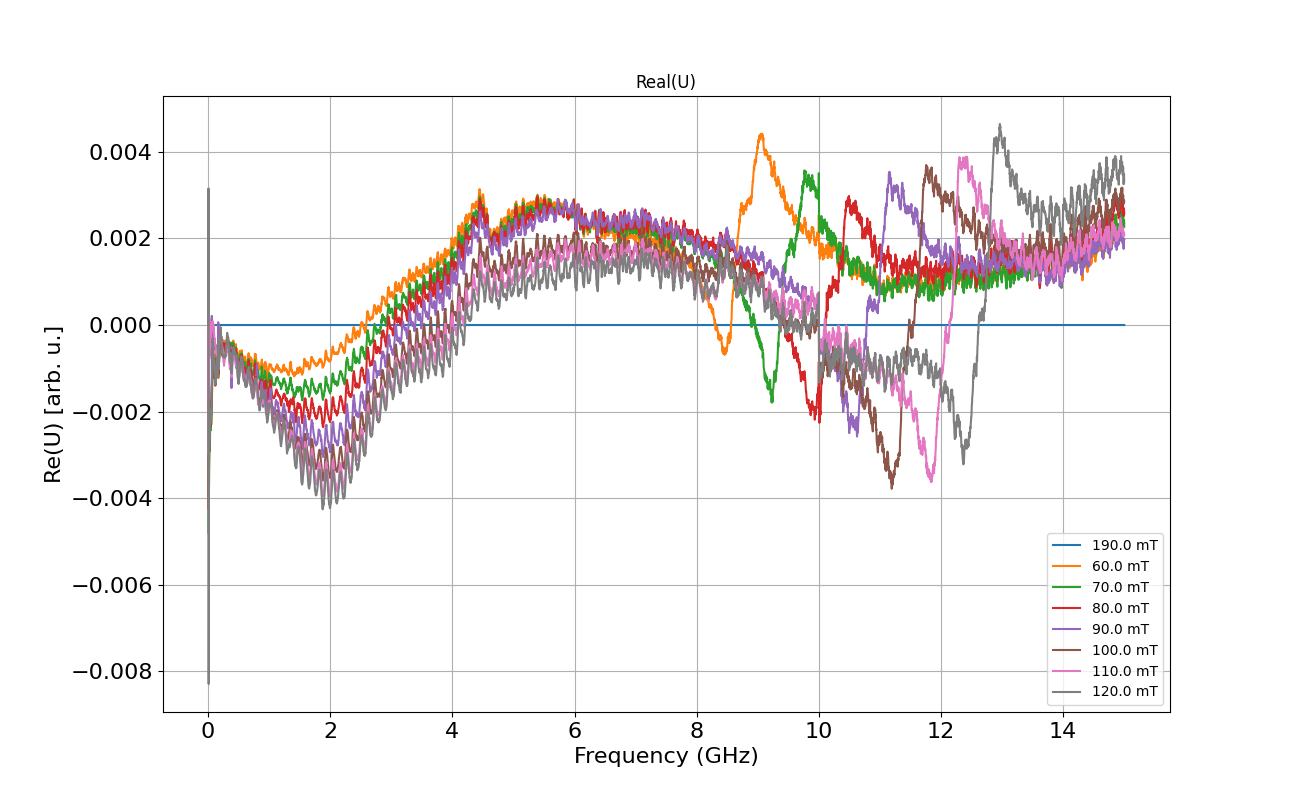 Real(U)
Re(U) [arb. u.]
0.004
0.002
0.000
−0.002
−0.004
−0.006
−0.008
0 2 4 6 8 10 12 14
Frequency (GHz)
190.0 mT
60.0 mT
70.0 mT
80.0 mT
90.0 mT
100.0 mT
110.0 mT
120.0 mT